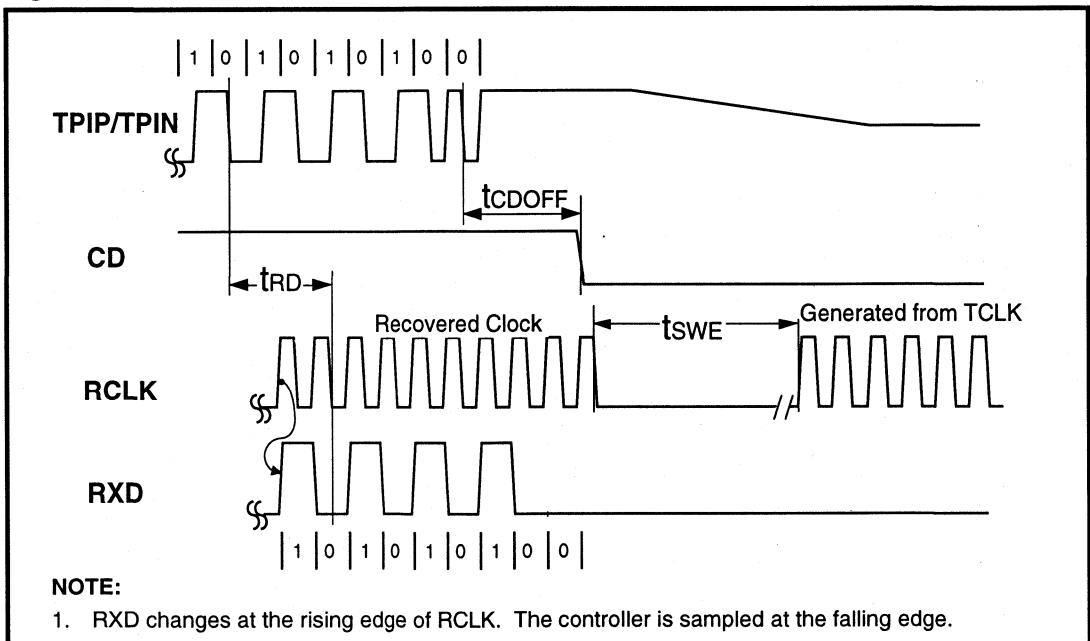 1 0 1 0 1 0 1 0 0
TPIP/TPIN
tCDOFF
CD
tRD
Recovered Clock
tSWE
Generated from TCLK
RCLK
RXD
1 0 1 0 1 0 1 0 0
NOTE:
1. RXD changes at the rising edge of RCLK. The controller is sampled at the falling edge.